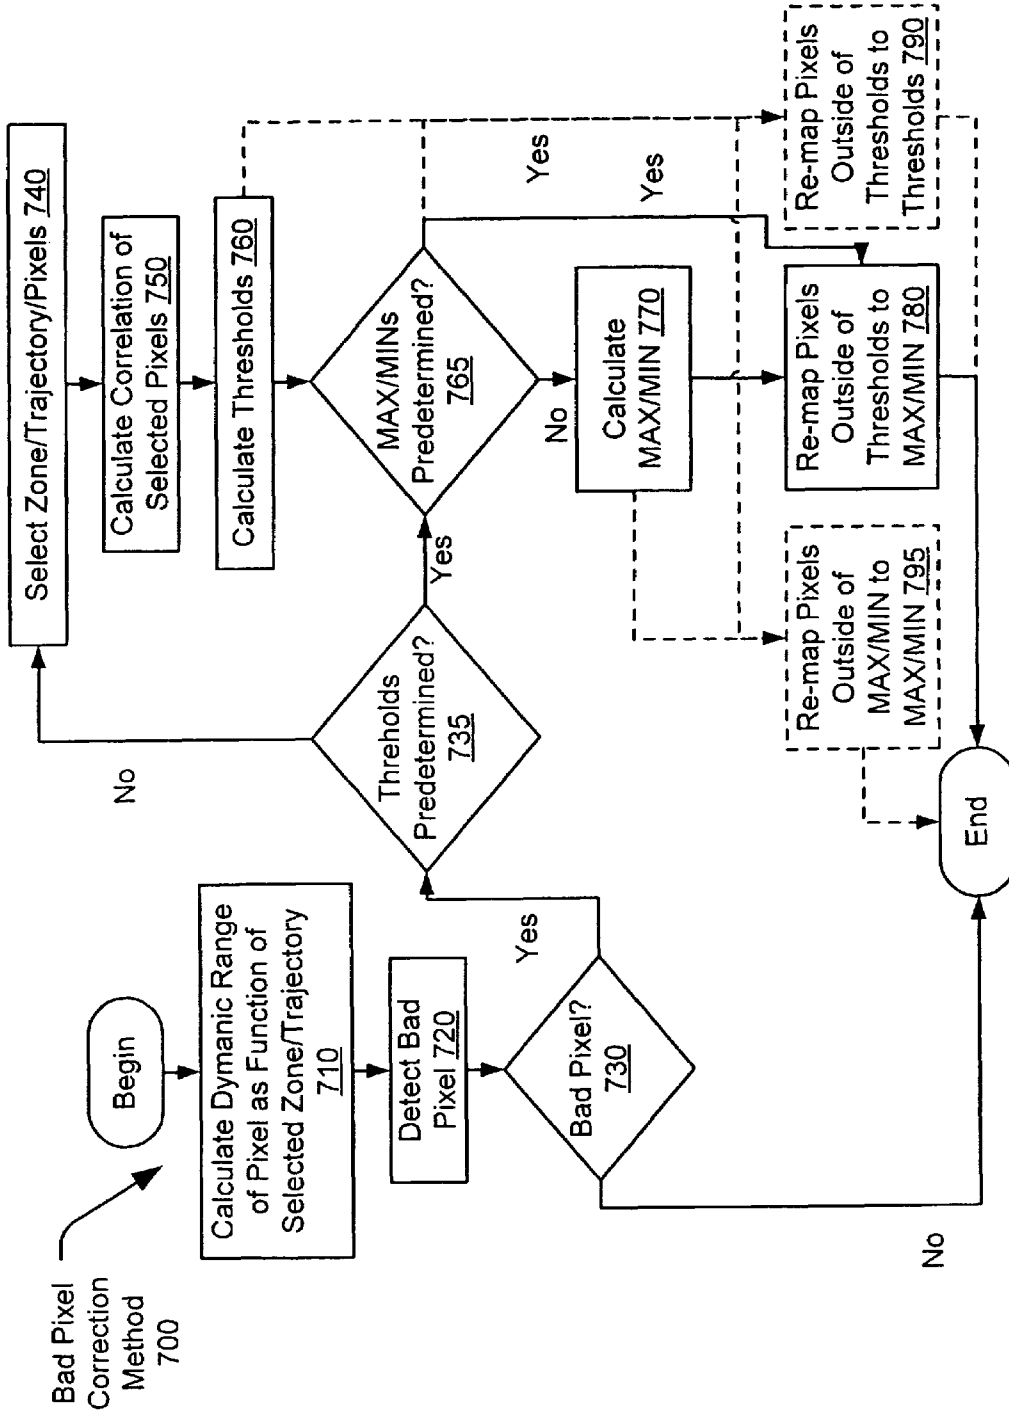 Bad Pixel
Correction
Method
700
Begin
Calculate Dymanic Range
of Pixel as Function of
Selected Zone/Trajectory
710
Detect Bad
Pixel 720
Bad Pixel?
730
Yes
No
Threholds
Predetermined?
735
No
Yes
Select Zone/Trajectory/Pixels 740
Calculate Correlation of
Selected Pixels 750
Calculate Thresholds 760
MAX/MINs
Predetermined?
765
No
Yes
Yes
Calculate
MAX/MIN 770
Re-map Pixels
Outside of
Thresholds to
MAX/MIN 780
Re-map Pixels
Outside of
Thresholds to
Thresholds 790
Re-map Pixels
Outside of
MAX/MIN to
MAX/MIN 795
End